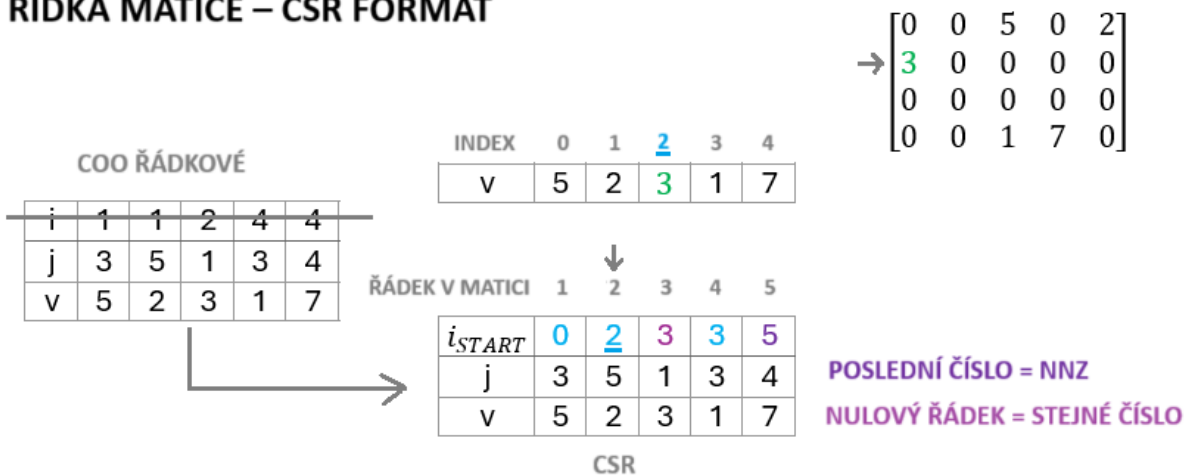 ŘÍDKÁ MATICE – CSR FORMÁT
0 0 5 0 2
→ 3 0 0 0 0
0 0 0 0 0
0 0 1 7 0
COO ŘÁDKOVÉ
i 1 1 2 4 4
j 3 5 1 3 4
v 5 2 3 1 7
INDEX 0 1 2 3 4
v 5 2 3 1 7
ŘÁDEK V MATICI 1 2 3 4 5
iSTART 0 2 3 3 5
j 3 5 1 3 4
v 5 2 3 1 7
CSR
POSLEDNÍ ČÍSLO = NNZ
NULOVÝ ŘÁDEK = STEJNÉ ČÍSLO